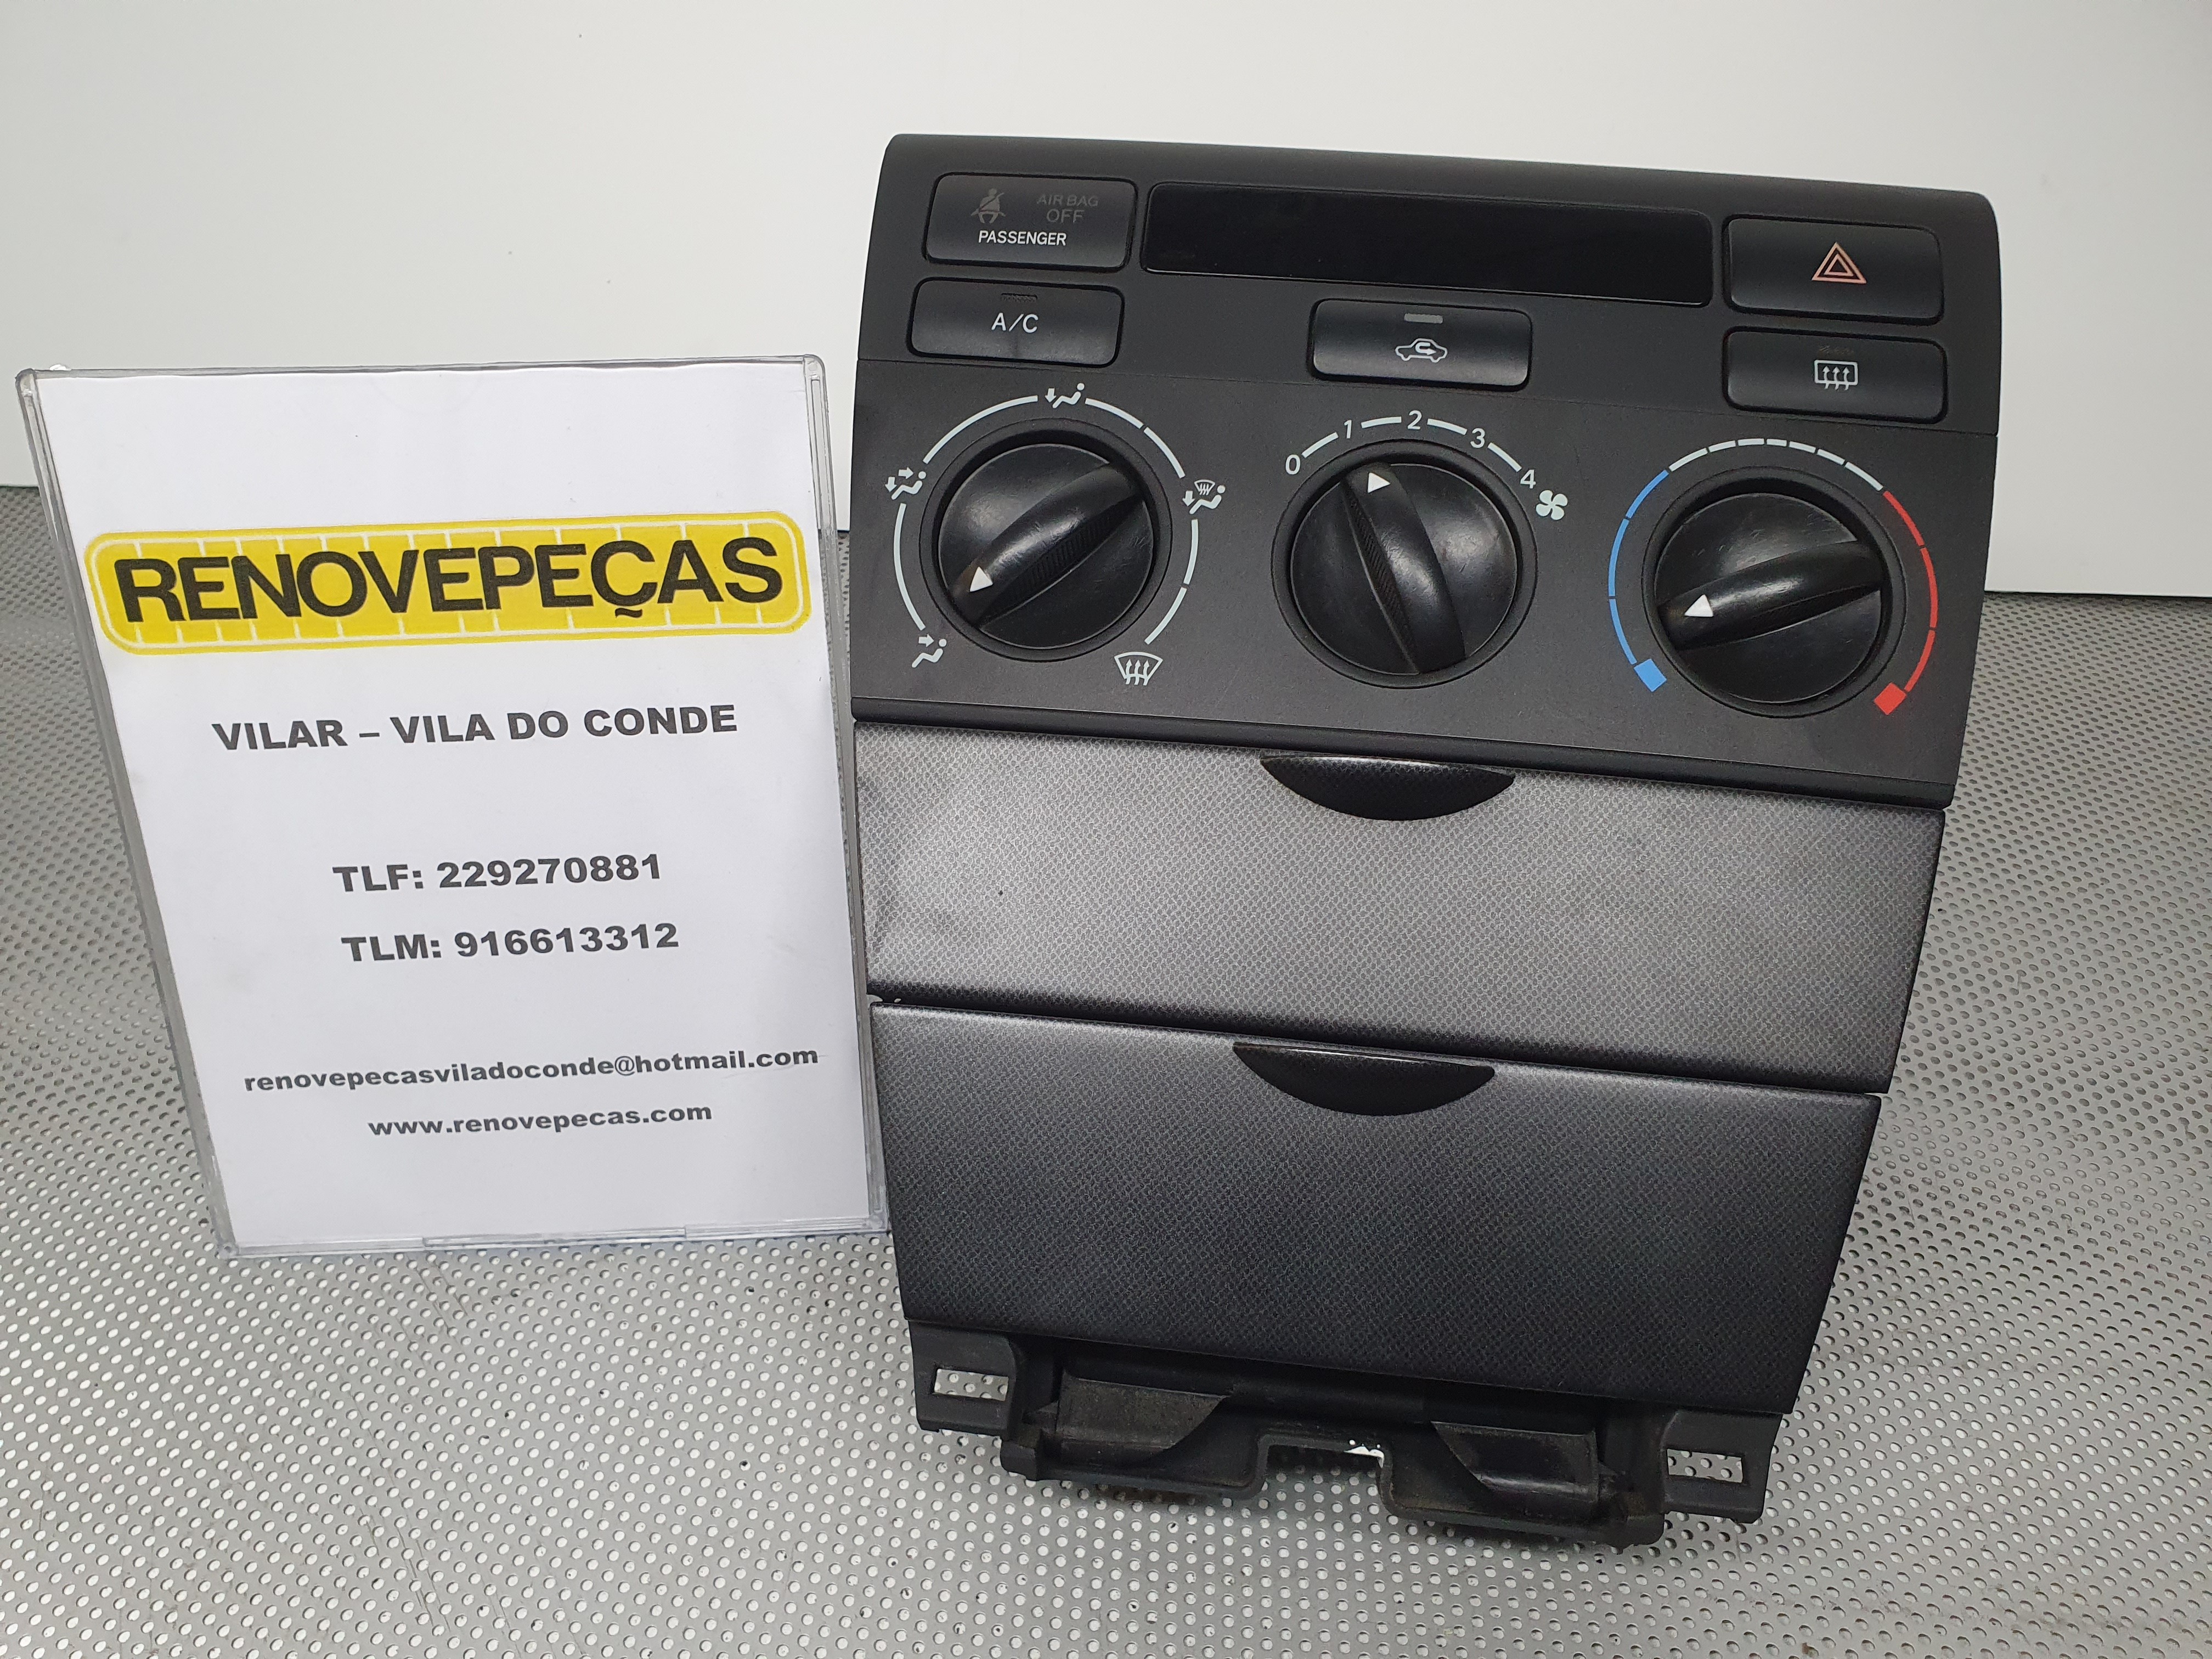 RENOVEPEÇAS
VILAR – VILA DO CONDE
TLF: 229270881
TLM: 916613312
renovepecasviladoconde@hotmail.com
www.renovepecas.com
AIR BAG
OFF
PASSENGER
A/C
0 1 2 3 4